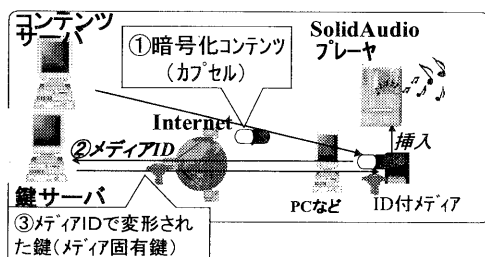 コンテンツ
サーバ
①暗号化コンテンツ
(カプセル)
SolidAudio
プレーヤ
Internet
②メディアID
挿入
鍵サーバ
PCなど
ID付メディア
③メディアIDで変形され
た鍵(メディア固有鍵)